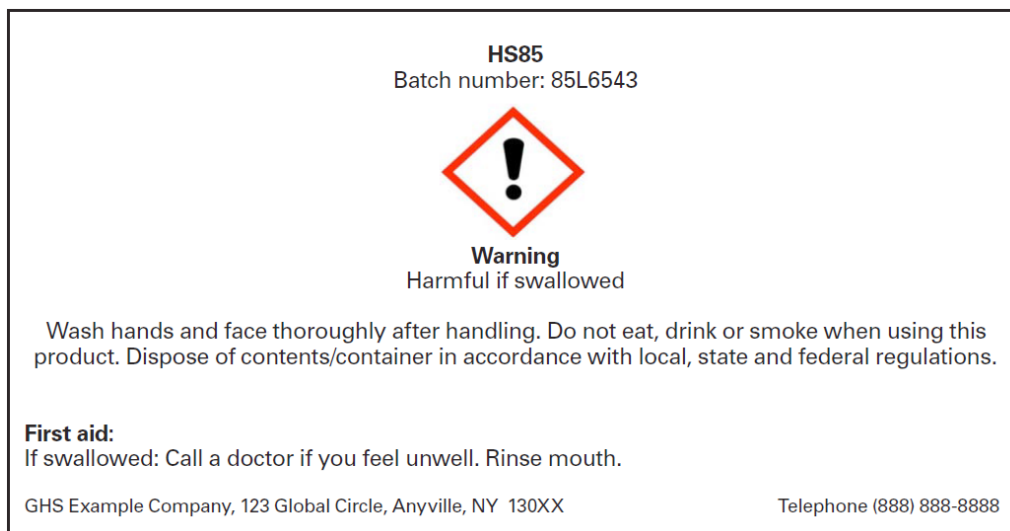 HS85
Batch number: 85L6543
Warning
Harmful if swallowed
Wash hands and face thoroughly after handling. Do not eat, drink or smoke when using this
product. Dispose of contents/container in accordance with local, state and federal regulations.
First aid:
If swallowed: Call a doctor if you feel unwell. Rinse mouth.
GHS Example Company, 123 Global Circle, Anyville, NY 130XX Telephone (888) 888-8888